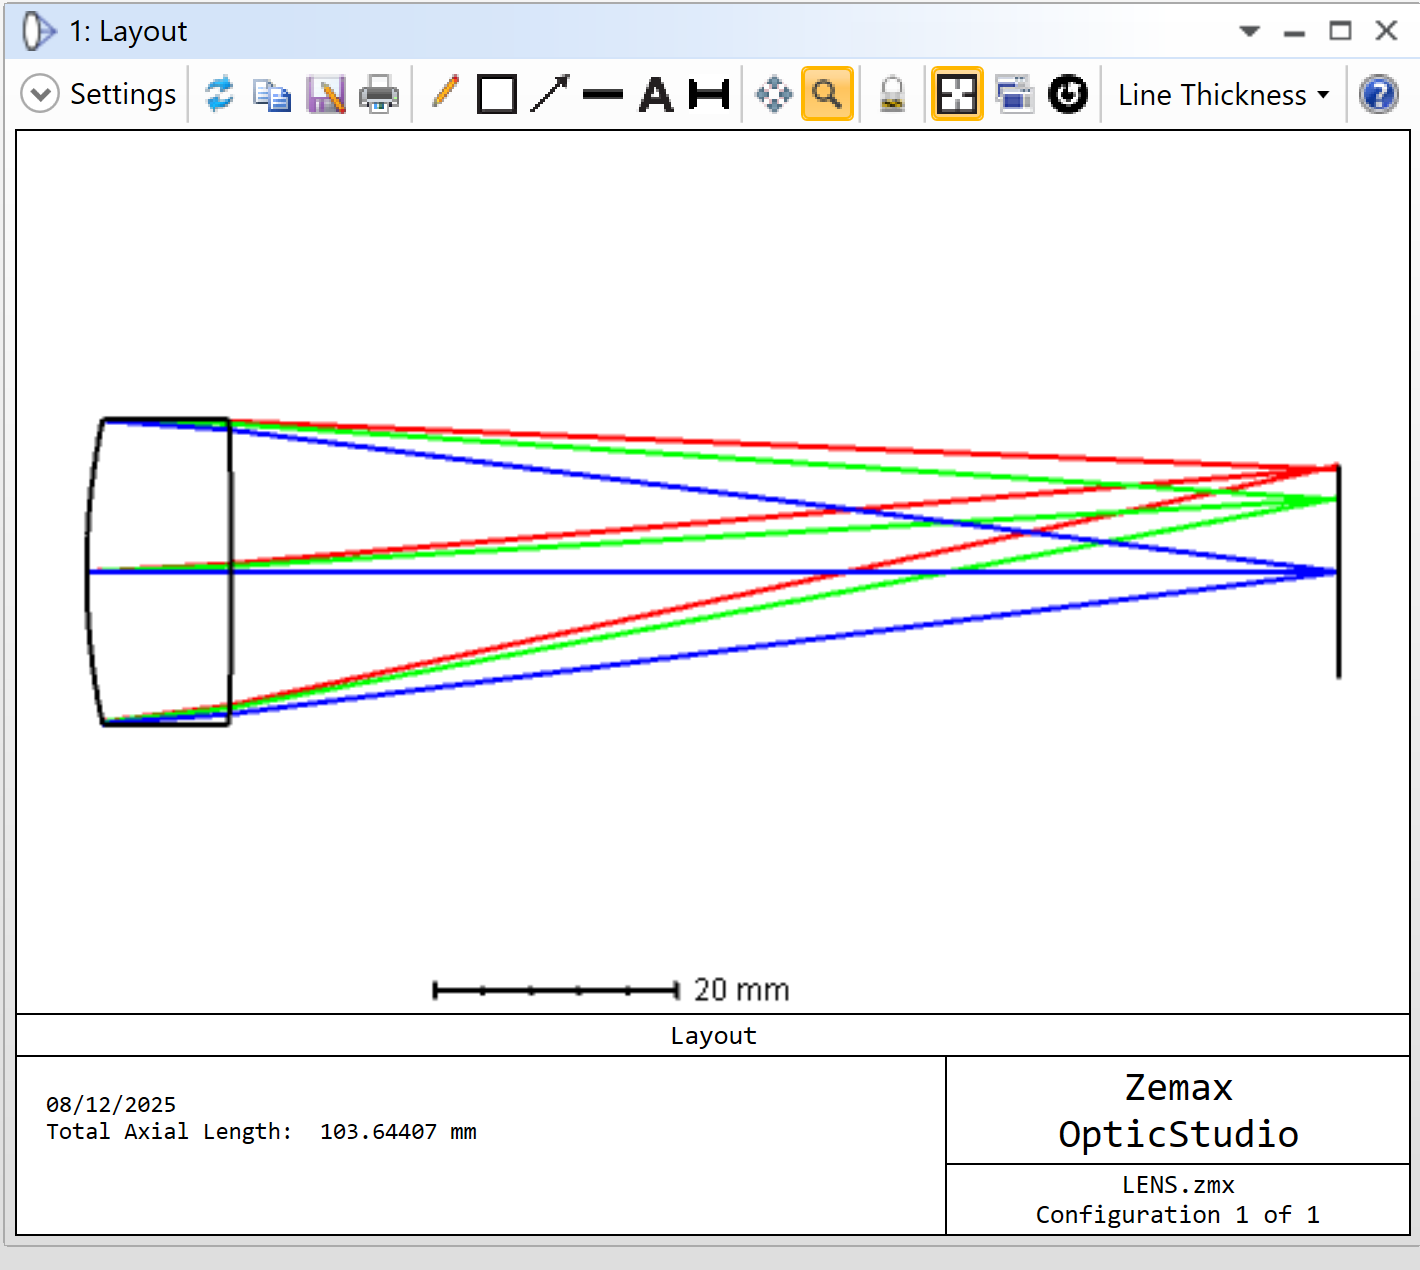 1: Layout
Settings
A
Line Thickness
?
20 mm
Layout
08/12/2025
Total Axial Length: 103.64407 mm
Zemax
OpticStudio
LENS.zmx
Configuration 1 of 1